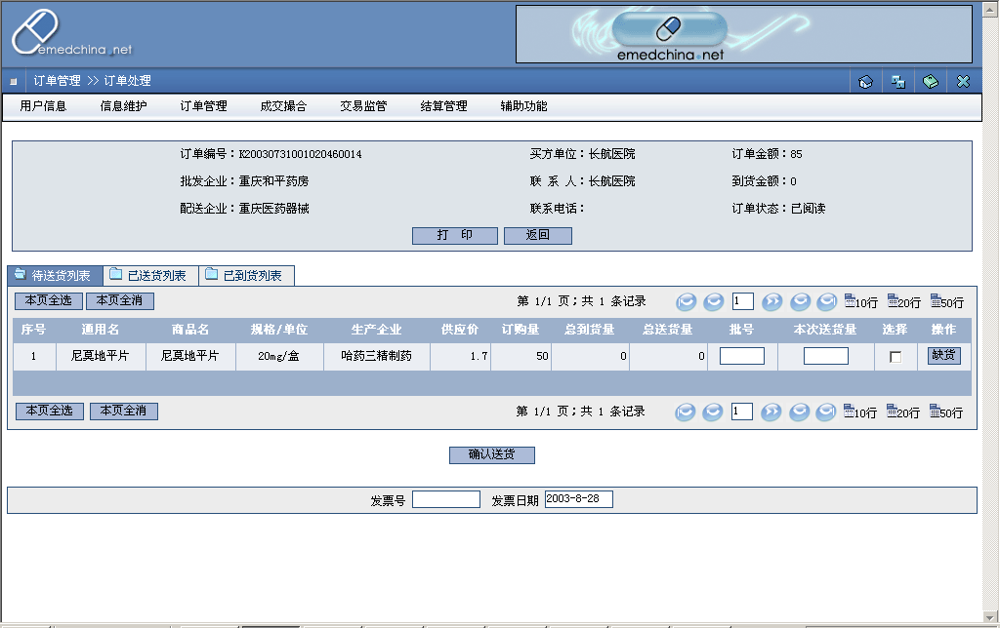 emedchina.net
emedchina.net
订单管理 >> 订单处理
用户信息 信息维护 订单管理 成交撮合 交易监管 结算管理 辅助功能
订单编号：K20030731001020460014 买方单位：长航医院 订单金额：85
批发企业：重庆和平药房 联 系 人：长航医院 到货金额：0
配送企业：重庆医药器械 联系电话： 订单状态：已阅读
打 印 返回
待送货列表 已送货列表 已到货列表
本页全选 本页全消 第 1/1 页；共 1 条记录 1 10行 20行 50行
序号 通用名 商品名 规格/单位 生产企业 供应价 订购量 总到货量 总送货量 批号 本次送货量 选择 操作
1 尼莫地平片 尼莫地平片 20mg/盒 哈药三精制药 1.7 50 0 0 缺货
本页全选 本页全消 第 1/1 页；共 1 条记录 1 10行 20行 50行
确认送货
发票号 发票日期 2003-8-28